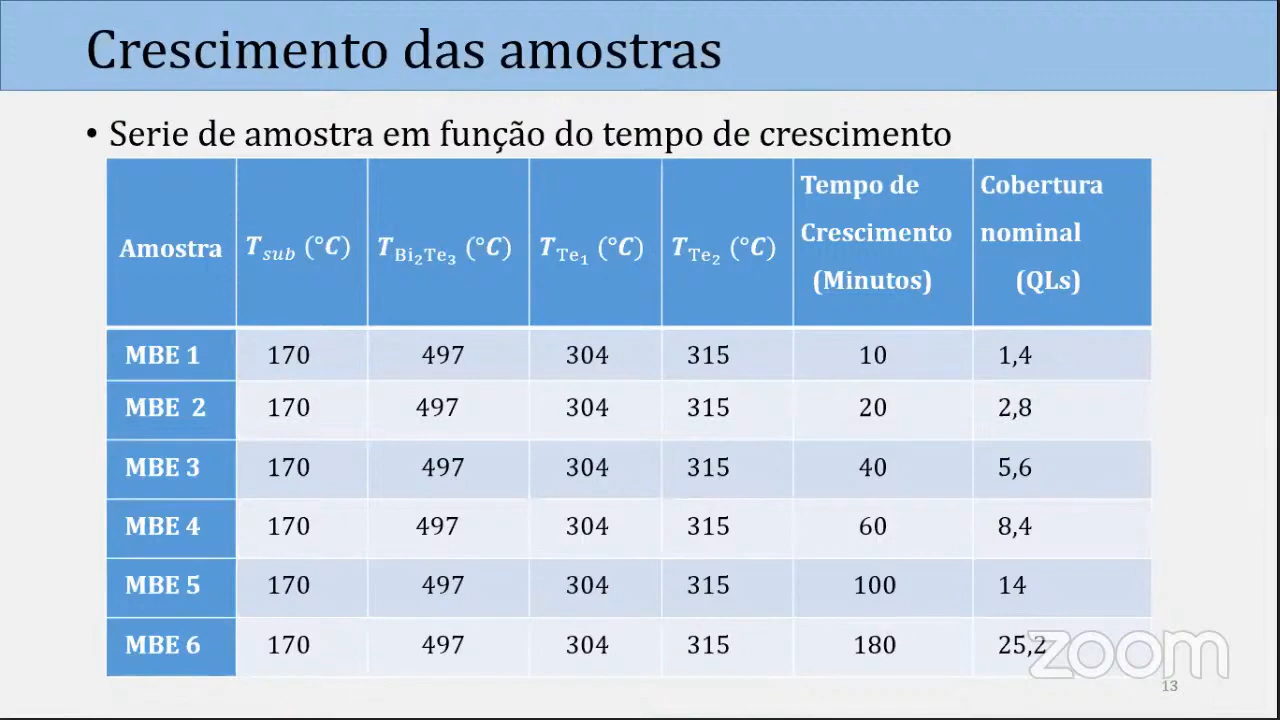 Crescimento das amostras
• Serie de amostra em função do tempo de crescimento
Amostra T_sub (°C) T_Bi₂Te₃ (°C) T_Te₁ (°C) T_Te₂ (°C) Tempo de Crescimento (Minutos) Cobertura nominal (QLs)
MBE 1 170 497 304 315 10 1,4
MBE 2 170 497 304 315 20 2,8
MBE 3 170 497 304 315 40 5,6
MBE 4 170 497 304 315 60 8,4
MBE 5 170 497 304 315 100 14
MBE 6 170 497 304 315 180 25,2
zoom
13